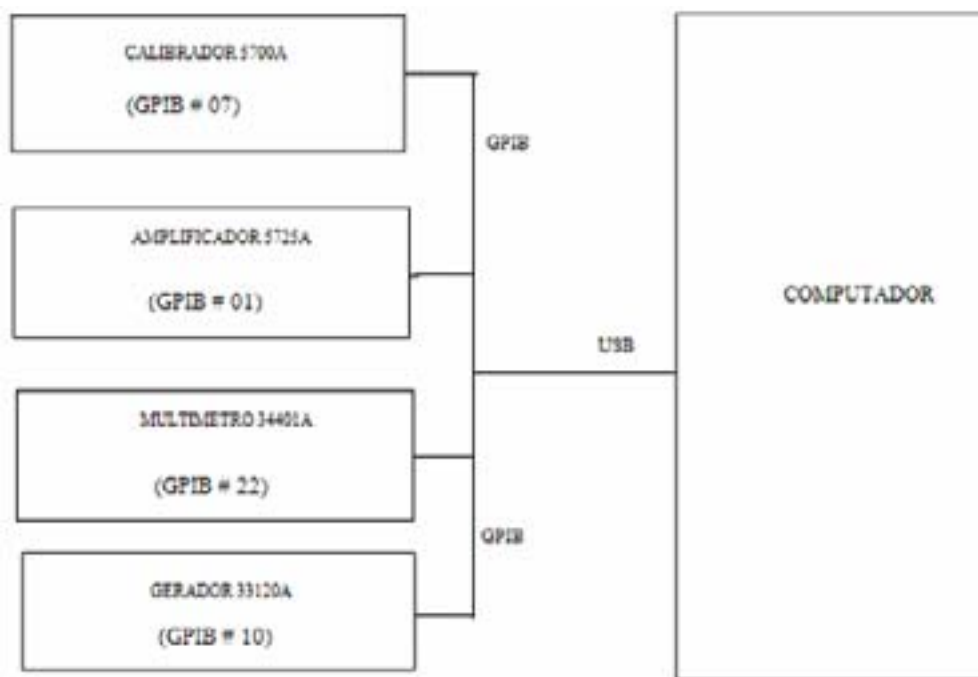 CALIBRADOR 5700A
(GPIB # 07)
GPIB
AMPLIFICADOR 5725A
(GPIB # 01)
COMPUTADOR
USB
MULTIMETRO 34401A
(GPIB # 22)
GPIB
GERADOR 33120A
(GPIB # 10)